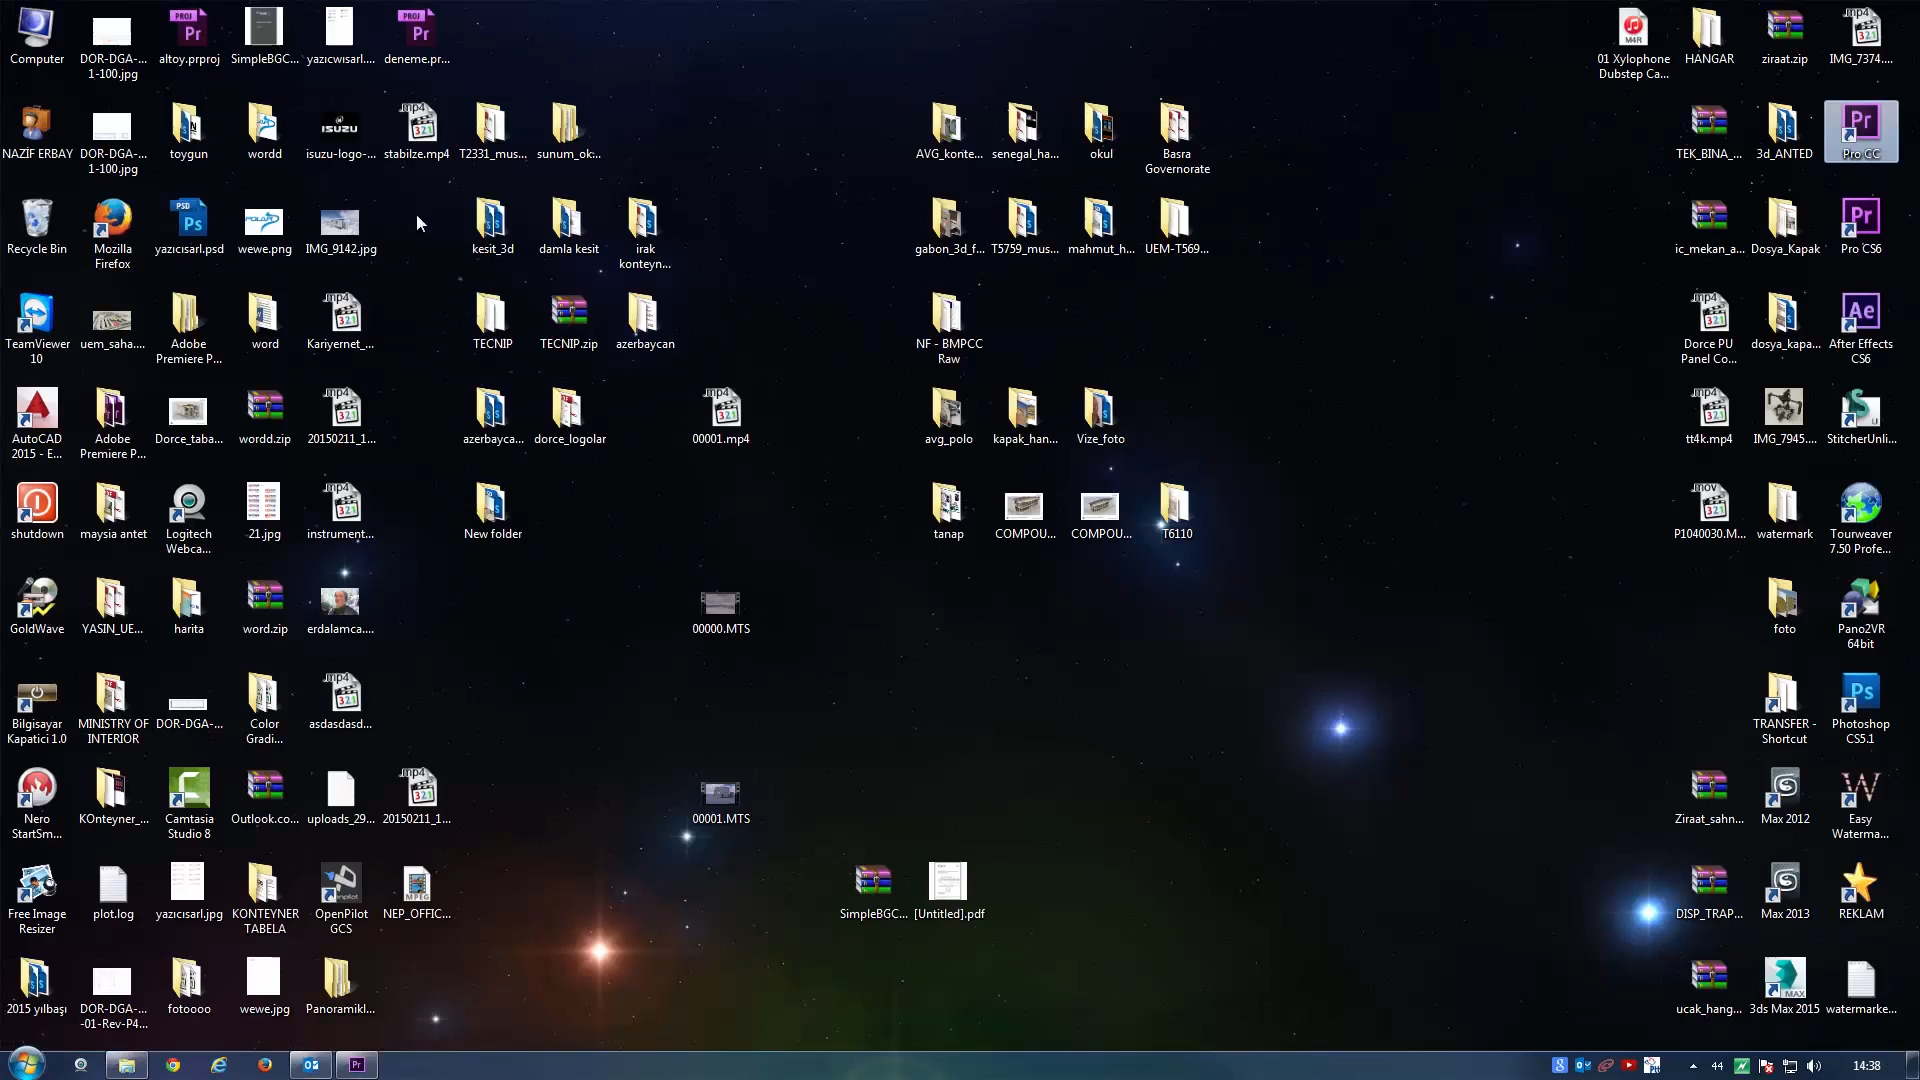 Computer
DOR-DGA-...
1-100.jpg
altoy.prproj
SimpleBGC...
yazıcwısarl....
deneme.pr...
01 Xylophone
Dubstep Ca...
HANGAR
ziraat.zip
IMG_7374....
NAZİF ERBAY
DOR-DGA-...
1-100.jpg
toygun
wordd
isuzu-logo-...
stabilze.mp4
T2331_mus...
sunum_ok...
AVG_konte...
senegal_ha...
okul
Basra
Governorate
TEK_BINA_...
3d_ANTED
Pro CC
Recycle Bin
Mozilla
Firefox
yazıcısarl.psd
wewe.png
IMG_9142.jpg
kesit_3d
damla kesit
irak
konteyn...
gabon_3d_f...
T5759_mus...
mahmut_h...
UEM-T569...
ic_mekan_a...
Dosya_Kapak
Pro CS6
TeamViewer
10
uem_saha....
Adobe
Premiere P...
word
Kariyernet_...
TECNIP
TECNIP.zip
azerbaycan
NF - BMPCC
Raw
Dorce PU
Panel Co...
dosya_kapa...
After Effects
CS6
AutoCAD
2015 - E...
Adobe
Premiere P...
Dorce_taba...
wordd.zip
20150211_1...
azerbayca...
dorce_logolar
00001.mp4
avg_polo
kapak_han...
Vize_foto
tt4k.mp4
IMG_7945....
StitcherUnli...
shutdown
maysia antet
Logitech
Webca...
21.jpg
instrument...
New folder
tanap
COMPOU...
COMPOU...
T6110
P1040030.M...
watermark
Tourweaver
7.50 Profe...
GoldWave
YASIN_UE...
harita
word.zip
erdalamca....
00000.MTS
foto
Pano2VR
64bit
Bilgisayar
Kapatici 1.0
MINISTRY OF
INTERIOR
DOR-DGA-...
Color
Gradi...
asdasdasd...
TRANSFER -
Shortcut
Photoshop
CS5.1
Nero
StartSm...
KOnteyner_...
Camtasia
Studio 8
Outlook.co...
uploads_29...
20150211_1...
00001.MTS
Ziraat_sahn...
Max 2012
Easy
Waterma...
Free Image
Resizer
plot.log
yazıcısarl.jpg
KONTEYNER
TABELA
OpenPilot
GCS
NEP_OFFIC...
SimpleBGC...
[Untitled].pdf
DISP_TRAP...
Max 2013
REKLAM
2015 yılbaşı
DOR-DGA-...
-01-Rev-P4...
fotoooo
wewe.jpg
Panoramikl...
ucak_hang...
3ds Max 2015
watermarke...
44
14:38